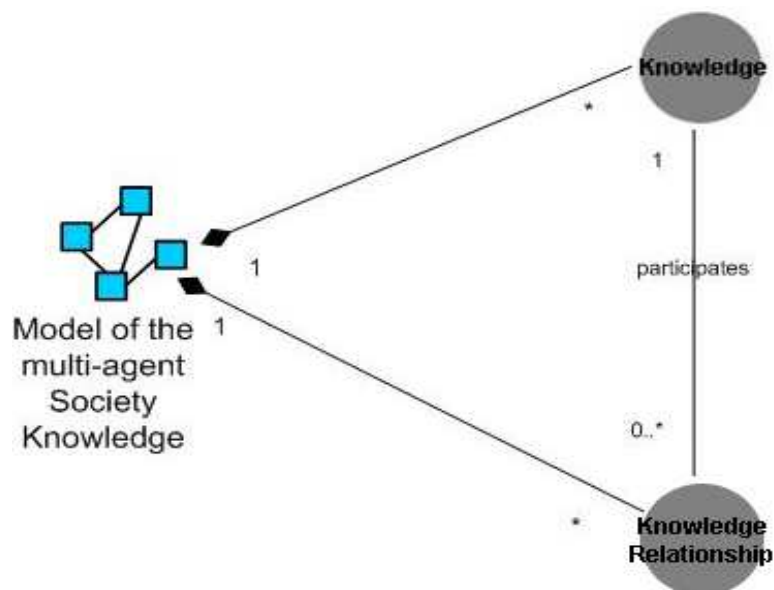 Knowledge
*
1
1
participates
1
Model of the
multi-agent
Society
Knowledge
0..*
*
Knowledge
Relationship